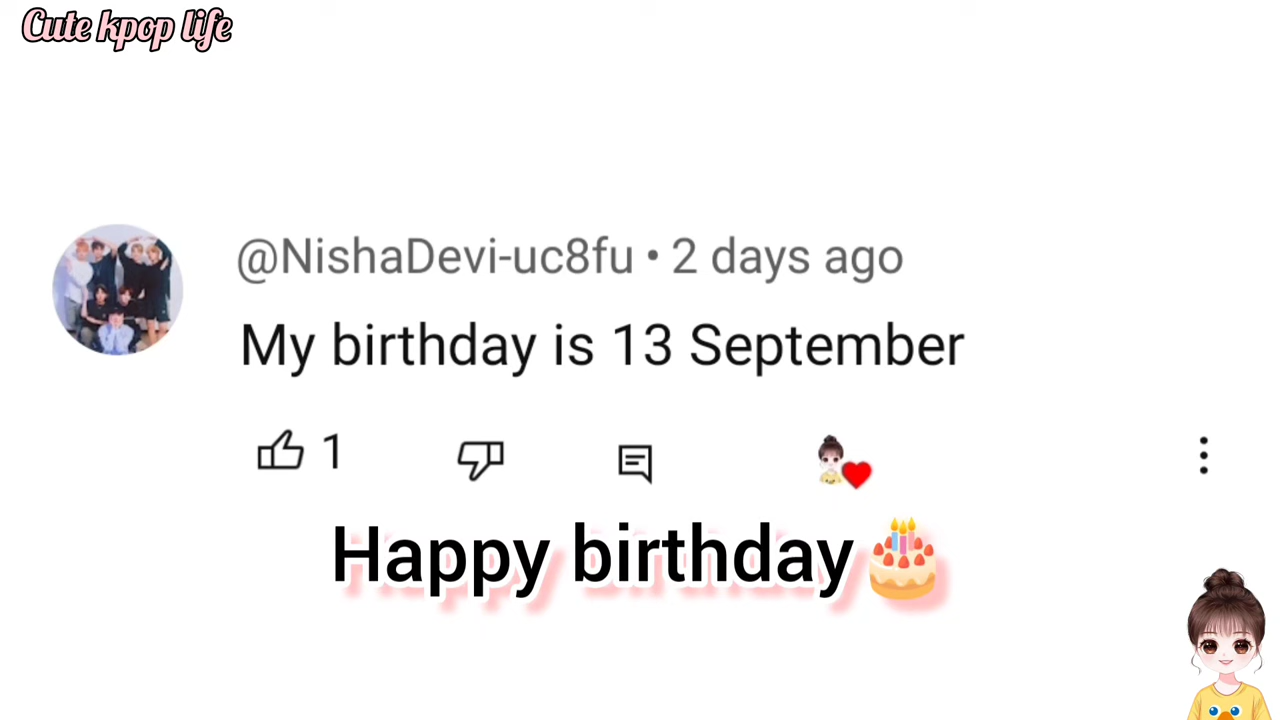 Cute kpop life
@NishaDevi-uc8fu • 2 days ago
My birthday is 13 September
1
Happy birthday🎂